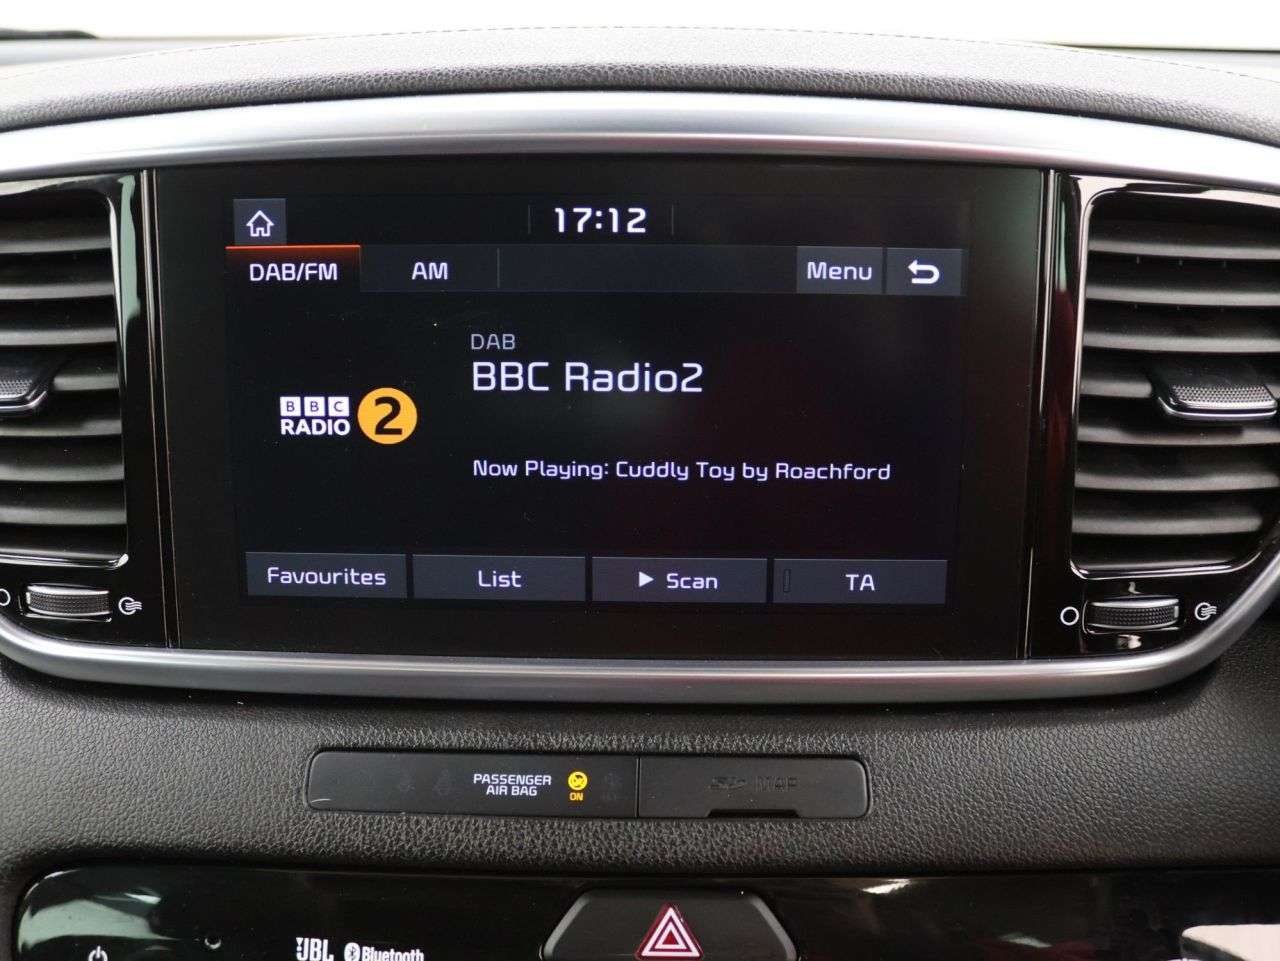 17:12
DAB/FM AM Menu
DAB
BBC Radio2
BBC
RADIO 2
Now Playing: Cuddly Toy by Roachford
Favourites List Scan TA
PASSENGER
AIR BAG ON
MAP
JBL Bluetooth